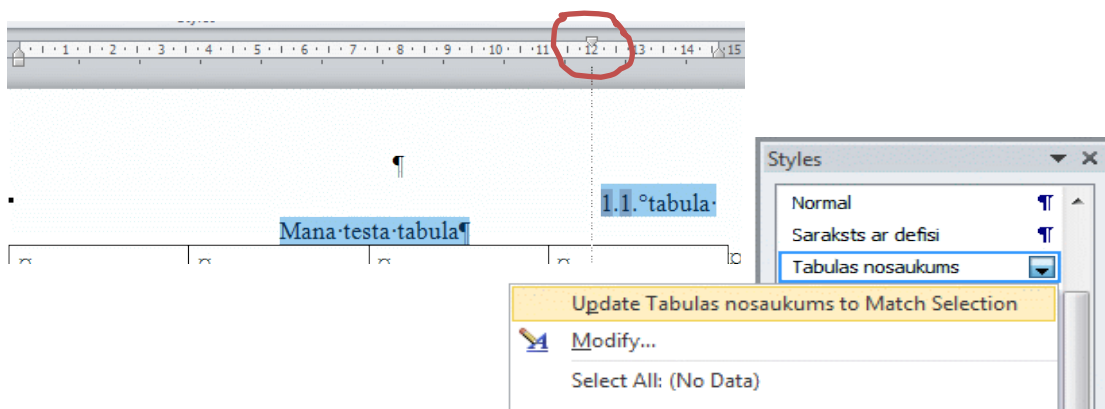 1 2 3 4 5 6 7 8 9 10 11 12 13 14 15
¶
Styles
1.1.°tabula·
Normal ¶
Mana·testa·tabula¶
Saraksts ar defisi ¶
¤ ¤ ¤ ¤ ¤
Tabulas nosaukums
Update Tabulas nosaukums to Match Selection
Modify...
Select All: (No Data)